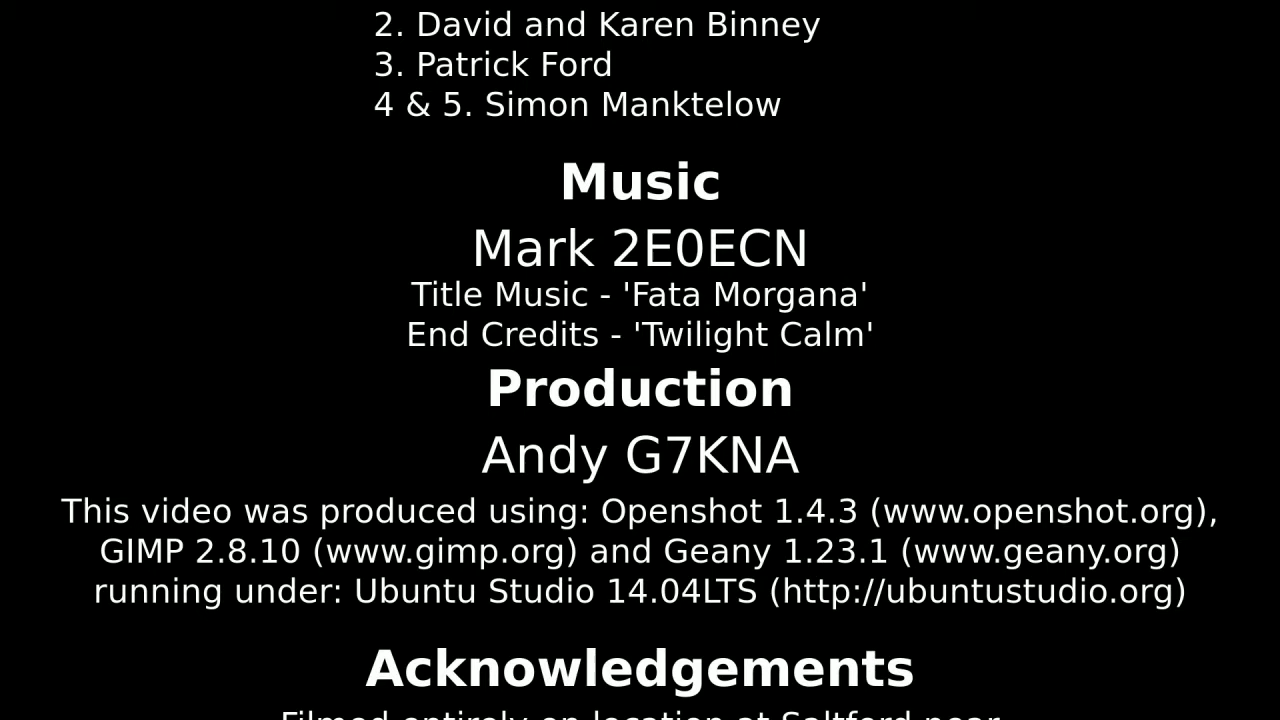 2. David and Karen Binney
3. Patrick Ford
4 & 5. Simon Manktelow
Music
Mark 2E0ECN
Title Music - 'Fata Morgana'
End Credits - 'Twilight Calm'
Production
Andy G7KNA
This video was produced using: Openshot 1.4.3 (www.openshot.org),
GIMP 2.8.10 (www.gimp.org) and Geany 1.23.1 (www.geany.org)
running under: Ubuntu Studio 14.04LTS (http://ubuntustudio.org)
Acknowledgements
Filmed entirely on location at Saltford near